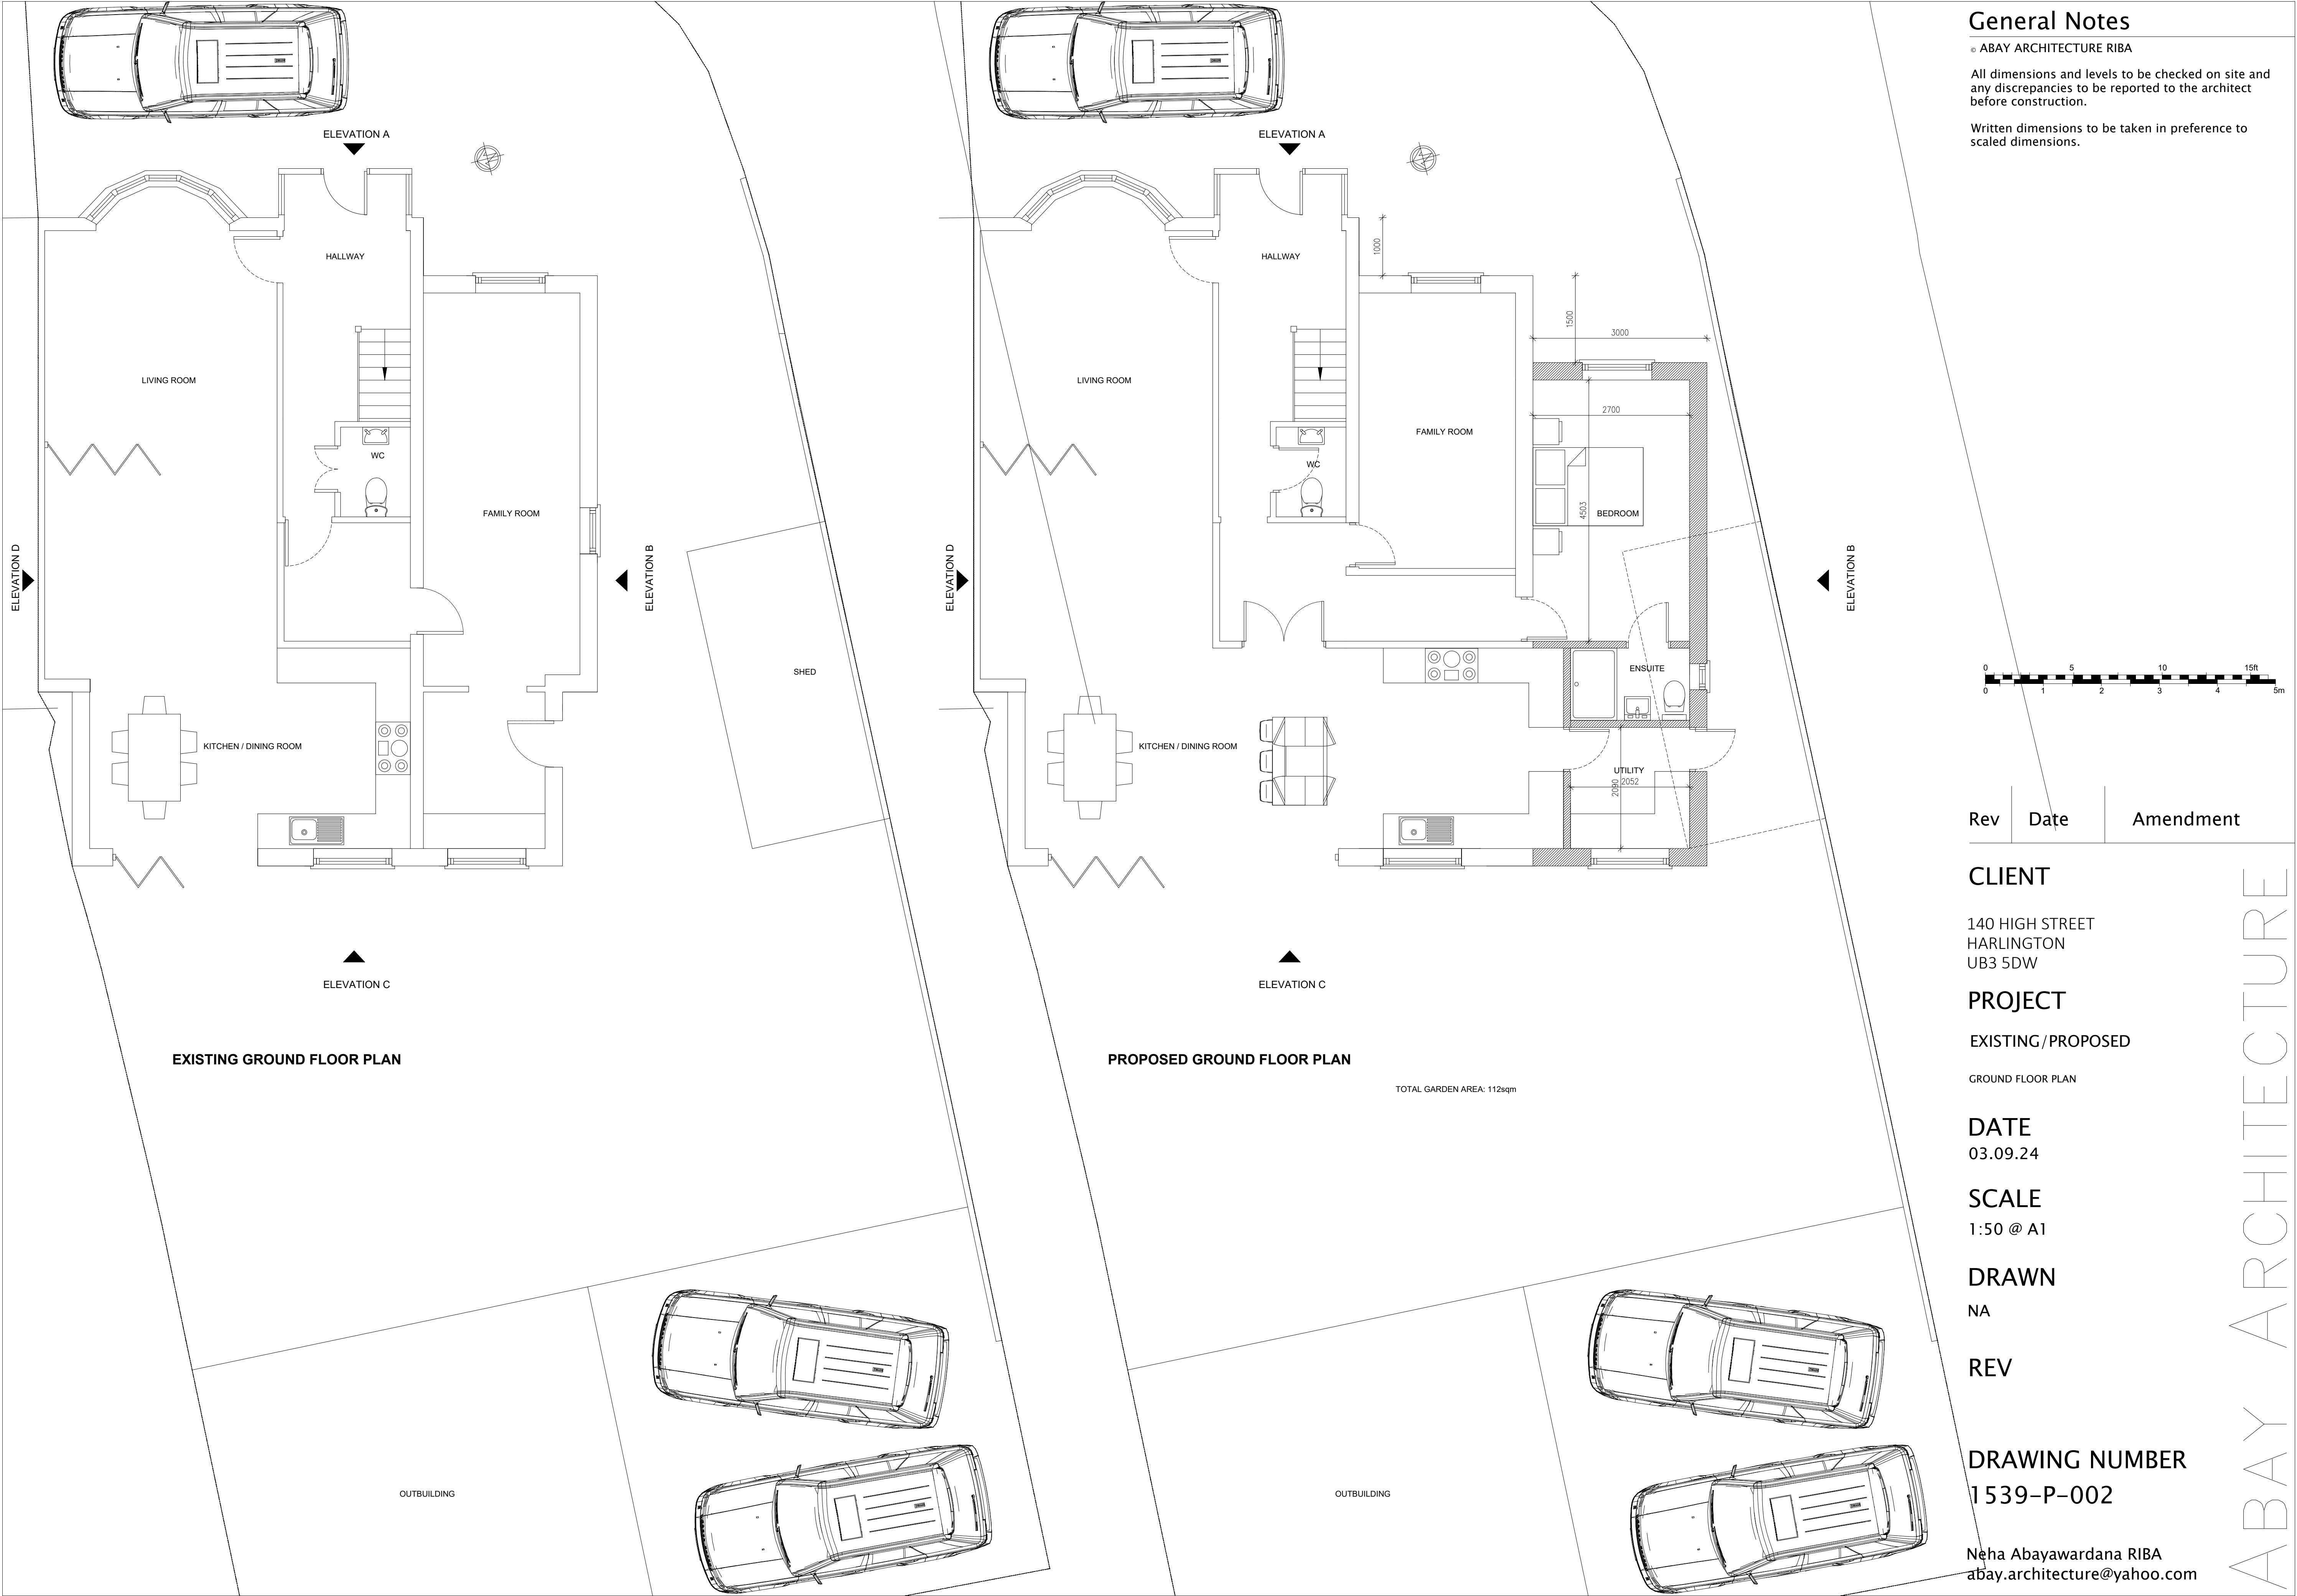 ELEVATION A
HALLWAY
LIVING ROOM
WC
FAMILY ROOM
ELEVATION D
ELEVATION B
SHED
KITCHEN / DINING ROOM
ELEVATION C
EXISTING GROUND FLOOR PLAN
OUTBUILDING
ELEVATION A
HALLWAY
1000
1500
3000
LIVING ROOM
2700
FAMILY ROOM
WC
4503
BEDROOM
ELEVATION D
ELEVATION B
ENSUITE
KITCHEN / DINING ROOM
UTILITY
2052
2090
ELEVATION C
PROPOSED GROUND FLOOR PLAN
TOTAL GARDEN AREA: 112sqm
OUTBUILDING
General Notes
© ABAY ARCHITECTURE RIBA
All dimensions and levels to be checked on site and
any discrepancies to be reported to the architect
before construction.
Written dimensions to be taken in preference to
scaled dimensions.
0 5 10 15ft
0 1 2 3 4 5m
Rev Date Amendment
CLIENT
140 HIGH STREET
HARLINGTON
UB3 5DW
PROJECT
EXISTING/PROPOSED
GROUND FLOOR PLAN
DATE
03.09.24
SCALE
1:50 @ A1
DRAWN
NA
REV
DRAWING NUMBER
1539-P-002
Neha Abayawardana RIBA
abay.architecture@yahoo.com
ABAY ARCHITECTURE